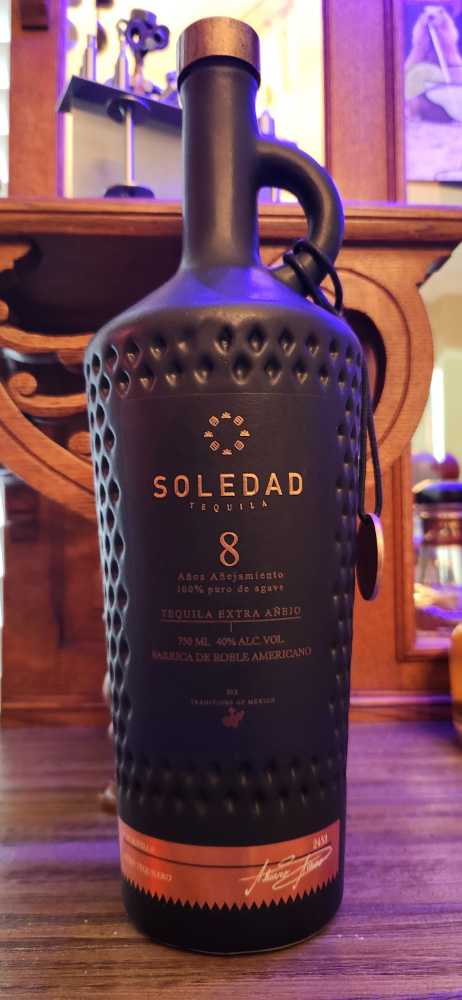 SOLEDAD
TEQUILA
8
Años Añejamiento
100% puro de agave
TEQUILA EXTRA AÑEJO
750 ML. 40% ALC. VOL.
BARRICA DE ROBLE AMERICANO
TRADITIONS OF MEXICO